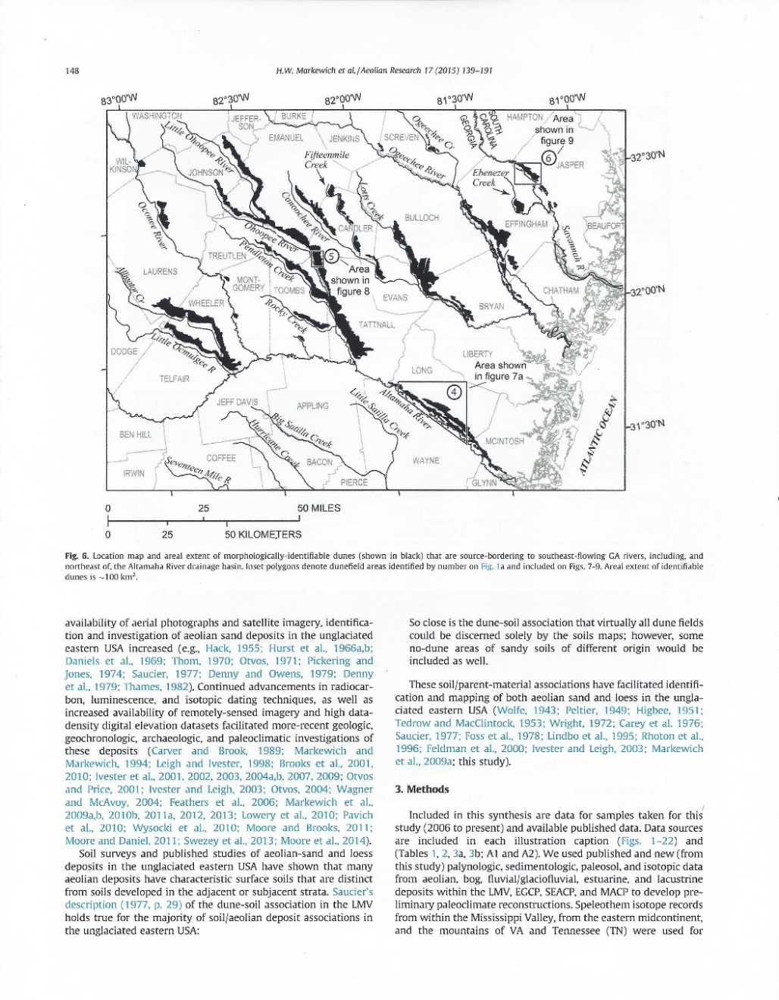 148
H.W. Markewich et al. / Aeolian Research 17 (2015) 139–191
83°00'W
82°30'W
82°00'W
81°30'W
81°00'W
WASHINGTON
JEFFER-
SON
BURKE
EMANUEL
JENKINS
SCREVEN
Ogeechee Cr
GEORGIA
SOUTH
CAROLINA
HAMPTON
Area
shown in
figure 9
6
JASPER
32°30'N
WIL-
KINSON
Little Ohoopee River
JOHNSON
Fifteenmile
Creek
Ogeechee River
Ebenezer
Creek
Oconee River
Canoochee River
Lotts Creek
CANDLER
BULLOCH
EFFINGHAM
BEAUFORT
Savannah R
Ohoopee River
TREUTLEN
Pendleton Creek
5
Area
shown in
figure 8
LAURENS
Alligator Cr
MONT-
GOMERY
TOOMBS
EVANS
CHATHAM
32°00'N
WHEELER
Rocky Creek
BRYAN
TATTNALL
DODGE
Little Ocmulgee R
TELFAIR
LIBERTY
Area shown
in figure 7a
LONG
4
JEFF DAVIS
APPLING
Little Satilla Creek
Altamaha River
Big Satilla Creek
Hurricane Creek
31°30'N
BEN HILL
MCINTOSH
ATLANTIC OCEAN
COFFEE
BACON
WAYNE
IRWIN
Seventeen Mile R
PIERCE
GLYNN
0 25 50 MILES
0 25 50 KILOMETERS
Fig. 6. Location map and areal extent of morphologically-identifiable dunes (shown in black) that are source-bordering to southeast-flowing GA rivers, including, and
northeast of, the Altamaha River drainage basin. Inset polygons denote dunefield areas identified by number on Fig. 1a and included on Figs. 7-9. Areal extent of identifiable
dunes is ~100 km².
availability of aerial photographs and satellite imagery, identifica-
tion and investigation of aeolian sand deposits in the unglaciated
eastern USA increased (e.g., Hack, 1955; Hurst et al., 1966a,b;
Daniels et al., 1969; Thom, 1970; Otvos, 1971; Pickering and
Jones, 1974; Saucier, 1977; Denny and Owens, 1979; Denny
et al., 1979; Thames, 1982). Continued advancements in radiocar-
bon, luminescence, and isotopic dating techniques, as well as
increased availability of remotely-sensed imagery and high data-
density digital elevation datasets facilitated more-recent geologic,
geochronologic, archaeologic, and paleoclimatic investigations of
these deposits (Carver and Brook, 1989; Markewich and
Markewich, 1994; Leigh and Ivester, 1998; Brooks et al., 2001,
2010; Ivester et al., 2001, 2002, 2003, 2004a,b, 2007, 2009; Otvos
and Price, 2001; Ivester and Leigh, 2003; Otvos, 2004; Wagner
and McAvoy, 2004; Feathers et al., 2006; Markewich et al.,
2009a,b, 2010b, 2011a, 2012, 2013; Lowery et al., 2010; Pavich
et al., 2010; Wysocki et al., 2010; Moore and Brooks, 2011;
Moore and Daniel, 2011; Swezey et al., 2013; Moore et al., 2014).
Soil surveys and published studies of aeolian-sand and loess
deposits in the unglaciated eastern USA have shown that many
aeolian deposits have characteristic surface soils that are distinct
from soils developed in the adjacent or subjacent strata. Saucier's
description (1977, p. 29) of the dune-soil association in the LMV
holds true for the majority of soil/aeolian deposit associations in
the unglaciated eastern USA:
So close is the dune-soil association that virtually all dune fields
could be discerned solely by the soils maps; however, some
no-dune areas of sandy soils of different origin would be
included as well.
These soil/parent-material associations have facilitated identifi-
cation and mapping of both aeolian sand and loess in the ungla-
ciated eastern USA (Wolfe, 1943; Peltier, 1949; Higbee, 1951;
Tedrow and MacClintock, 1953; Wright, 1972; Carey et al. 1976;
Saucier, 1977; Foss et al., 1978; Lindbo et al., 1995; Rhoton et al.,
1996; Feldman et al., 2000; Ivester and Leigh, 2003; Markewich
et al., 2009a; this study).
3. Methods
Included in this synthesis are data for samples taken for this
study (2006 to present) and available published data. Data sources
are included in each illustration caption (Figs. 1–22) and
(Tables 1, 2, 3a, 3b; A1 and A2). We used published and new (from
this study) palynologic, sedimentologic, paleosol, and isotopic data
from aeolian, bog, fluvial/glaciofluvial, estuarine, and lacustrine
deposits within the LMV, EGCP, SEACP, and MACP to develop pre-
liminary paleoclimate reconstructions. Speleothem isotope records
from within the Mississippi Valley, from the eastern midcontinent,
and the mountains of VA and Tennessee (TN) were used for